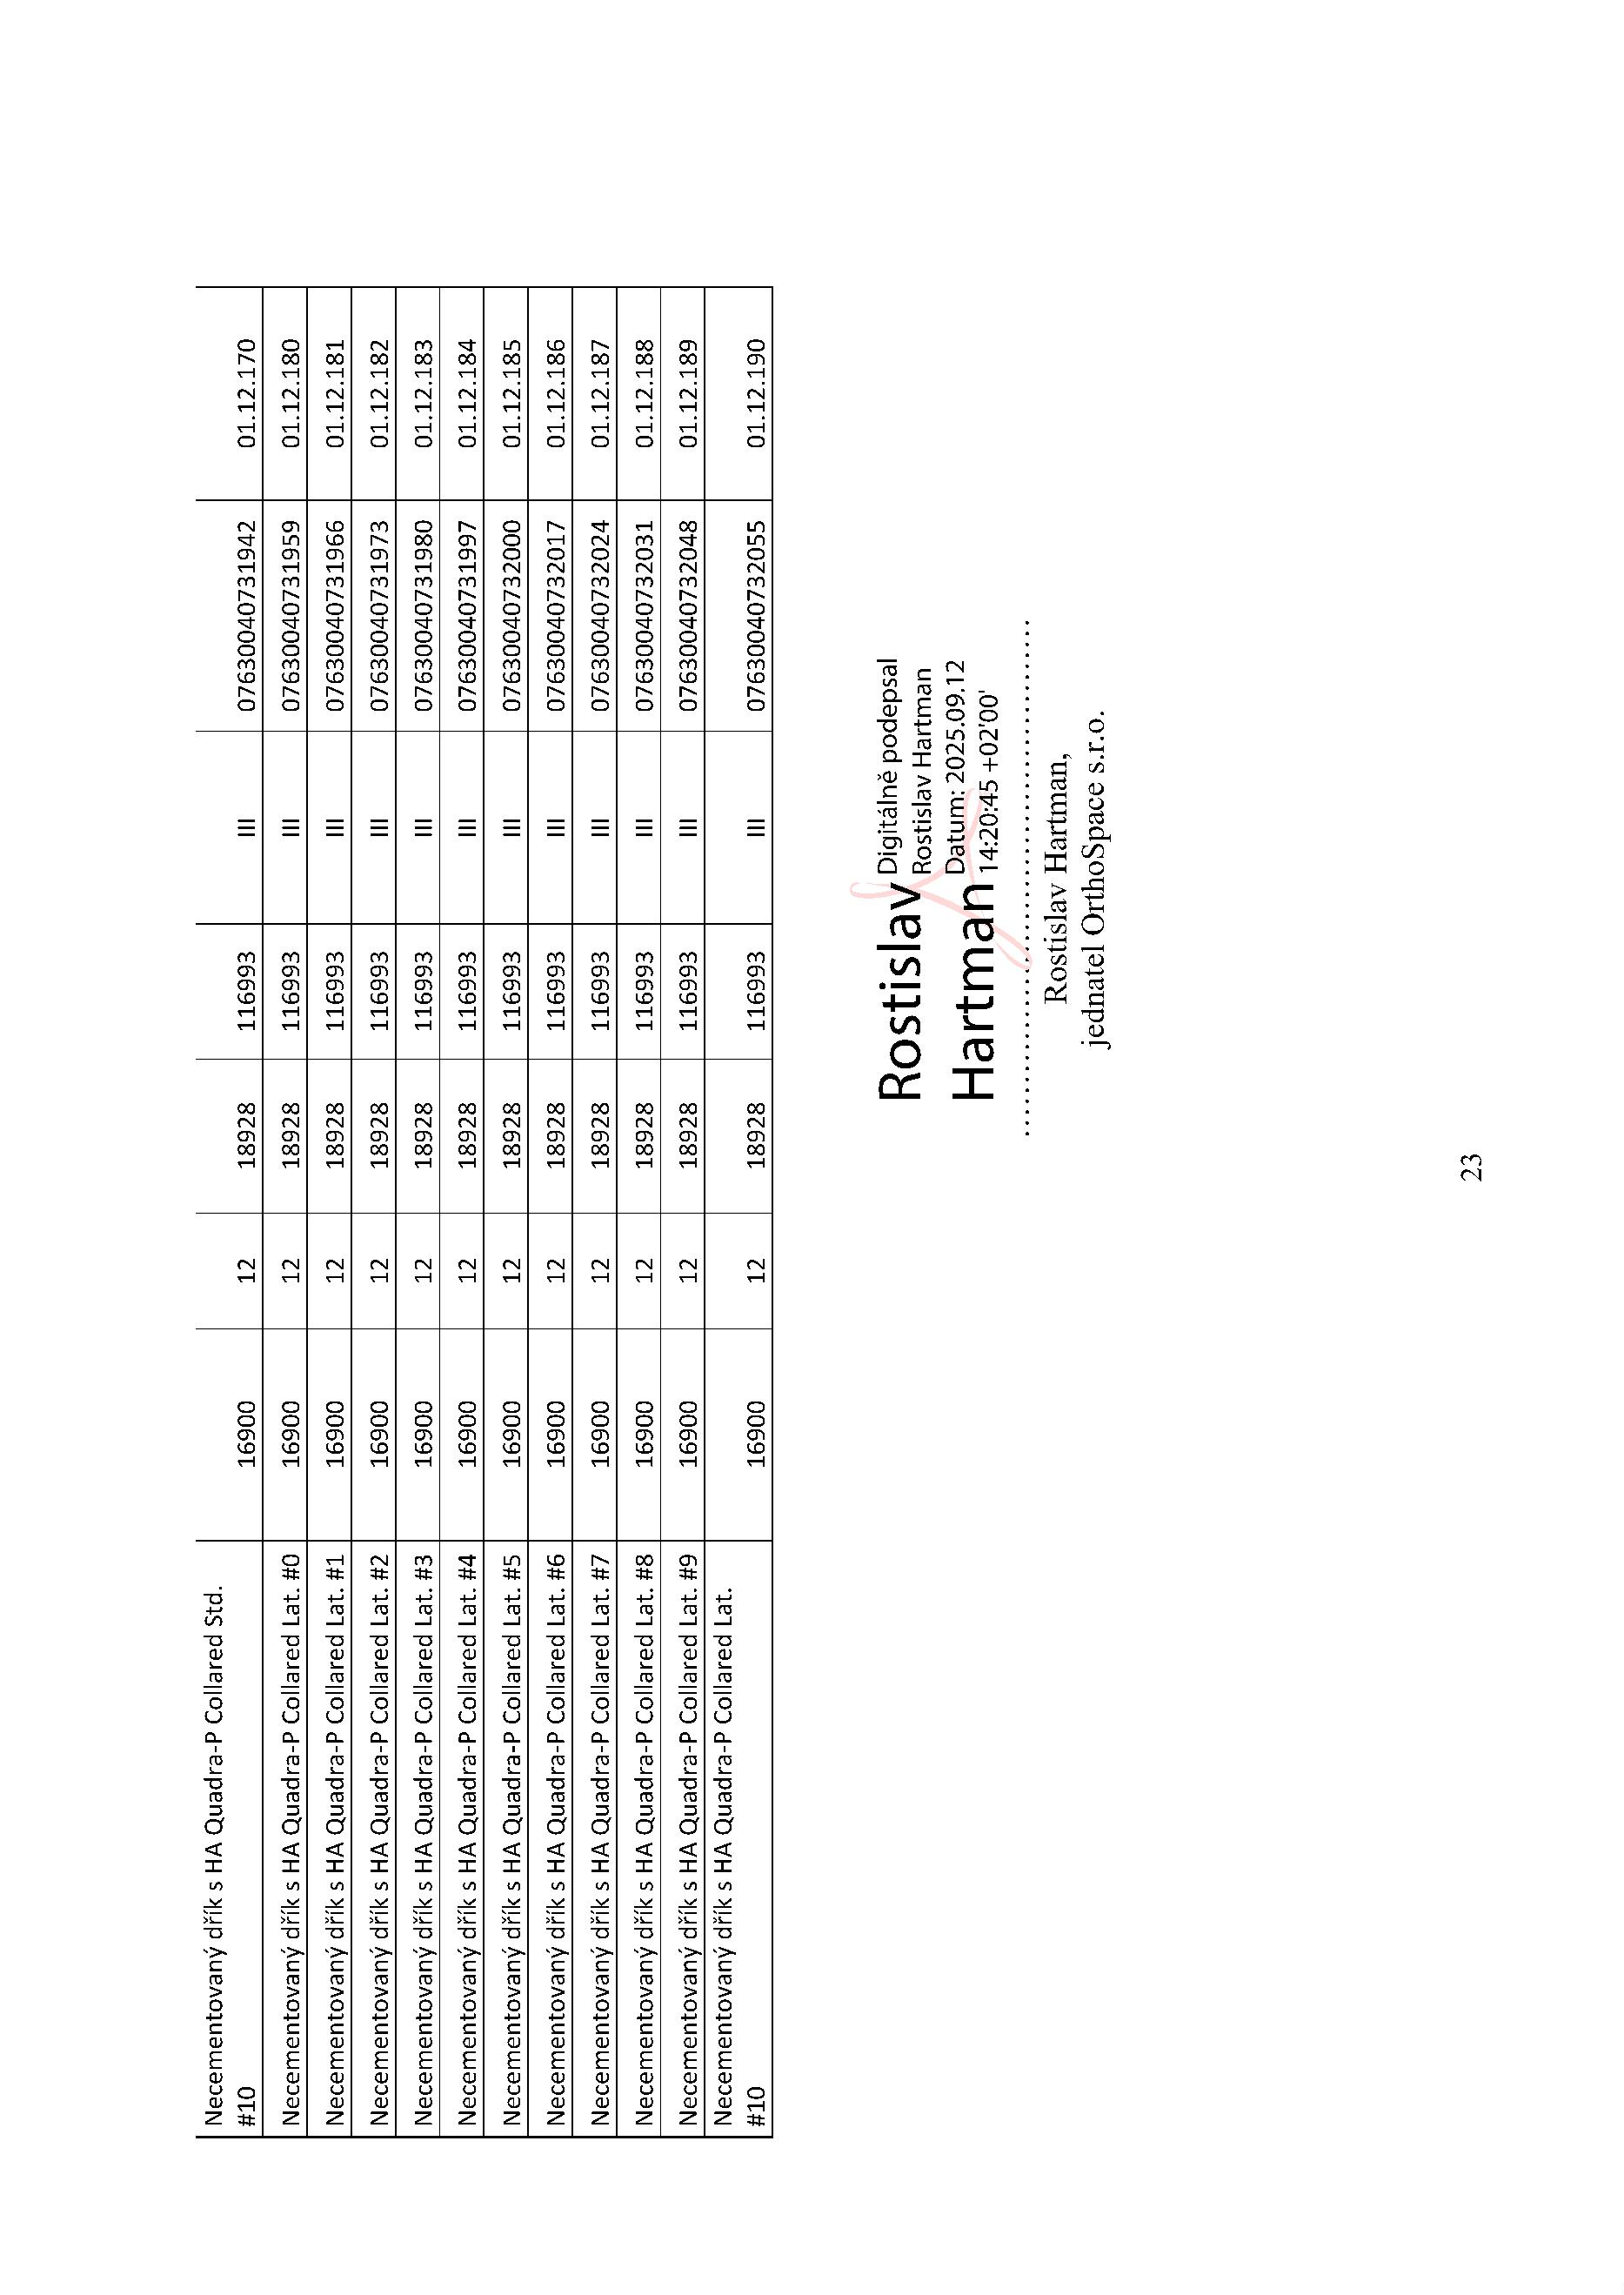 Necementovaný dřík s HA Quadra-P Collared Std.
#10 16900 12 18928 116993 III 07630040731942 01.12.170
Necementovaný dřík s HA Quadra-P Collared Lat. #0 16900 12 18928 116993 III 07630040731959 01.12.180
Necementovaný dřík s HA Quadra-P Collared Lat. #1 16900 12 18928 116993 III 07630040731966 01.12.181
Necementovaný dřík s HA Quadra-P Collared Lat. #2 16900 12 18928 116993 III 07630040731973 01.12.182
Necementovaný dřík s HA Quadra-P Collared Lat. #3 16900 12 18928 116993 III 07630040731980 01.12.183
Necementovaný dřík s HA Quadra-P Collared Lat. #4 16900 12 18928 116993 III 07630040731997 01.12.184
Necementovaný dřík s HA Quadra-P Collared Lat. #5 16900 12 18928 116993 III 07630040732000 01.12.185
Necementovaný dřík s HA Quadra-P Collared Lat. #6 16900 12 18928 116993 III 07630040732017 01.12.186
Necementovaný dřík s HA Quadra-P Collared Lat. #7 16900 12 18928 116993 III 07630040732024 01.12.187
Necementovaný dřík s HA Quadra-P Collared Lat. #8 16900 12 18928 116993 III 07630040732031 01.12.188
Necementovaný dřík s HA Quadra-P Collared Lat. #9 16900 12 18928 116993 III 07630040732048 01.12.189
Necementovaný dřík s HA Quadra-P Collared Lat.
#10 16900 12 18928 116993 III 07630040732055 01.12.190
Rostislav
Hartman
Digitálně podepsal
Rostislav Hartman
Datum: 2025.09.12
14:20:45 +02'00'
Rostislav Hartman,
jednatel OrthoSpace s.r.o.
23